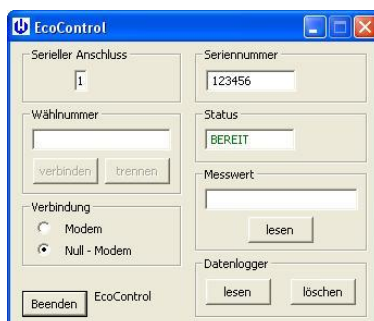 EcoControl
Serieller Anschluss
1
Wählnummer
verbinden trennen
Verbindung
Modem
Null - Modem
Beenden EcoControl
Seriennummer
123456
Status
BEREIT
Messwert
lesen
Datenlogger
lesen löschen